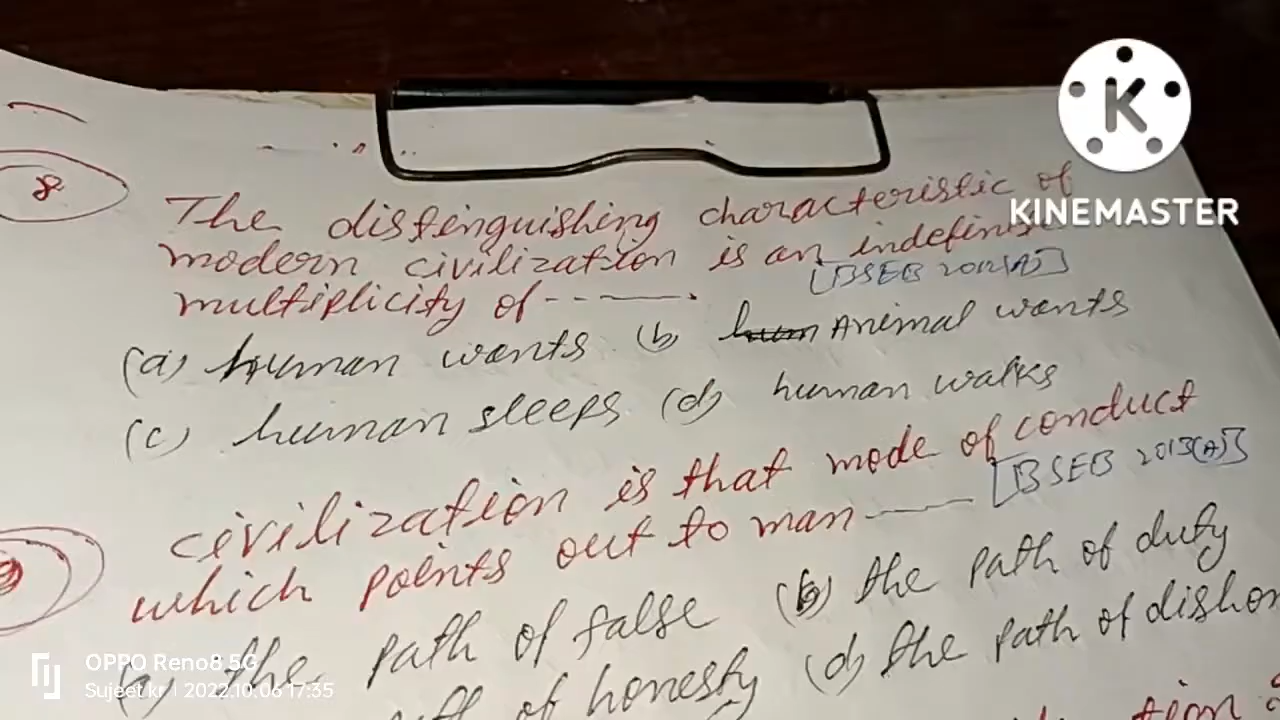 KINEMASTER
8
The distinguishing characteristic of
modern civilization is an indefinite
multiplicity of ------. [BSEB 2012(A)]
(a) human wants (b) Animal wants
(c) human sleeps (d) human walks
civilization is that mode of conduct
which points out to man ------ [BSEB 2013(A)]
the path of false (b) the path of duty
of honesty (d) the path of dishon
OPPO Reno8 5G
Sujeet kr | 2022.10.06 17:35